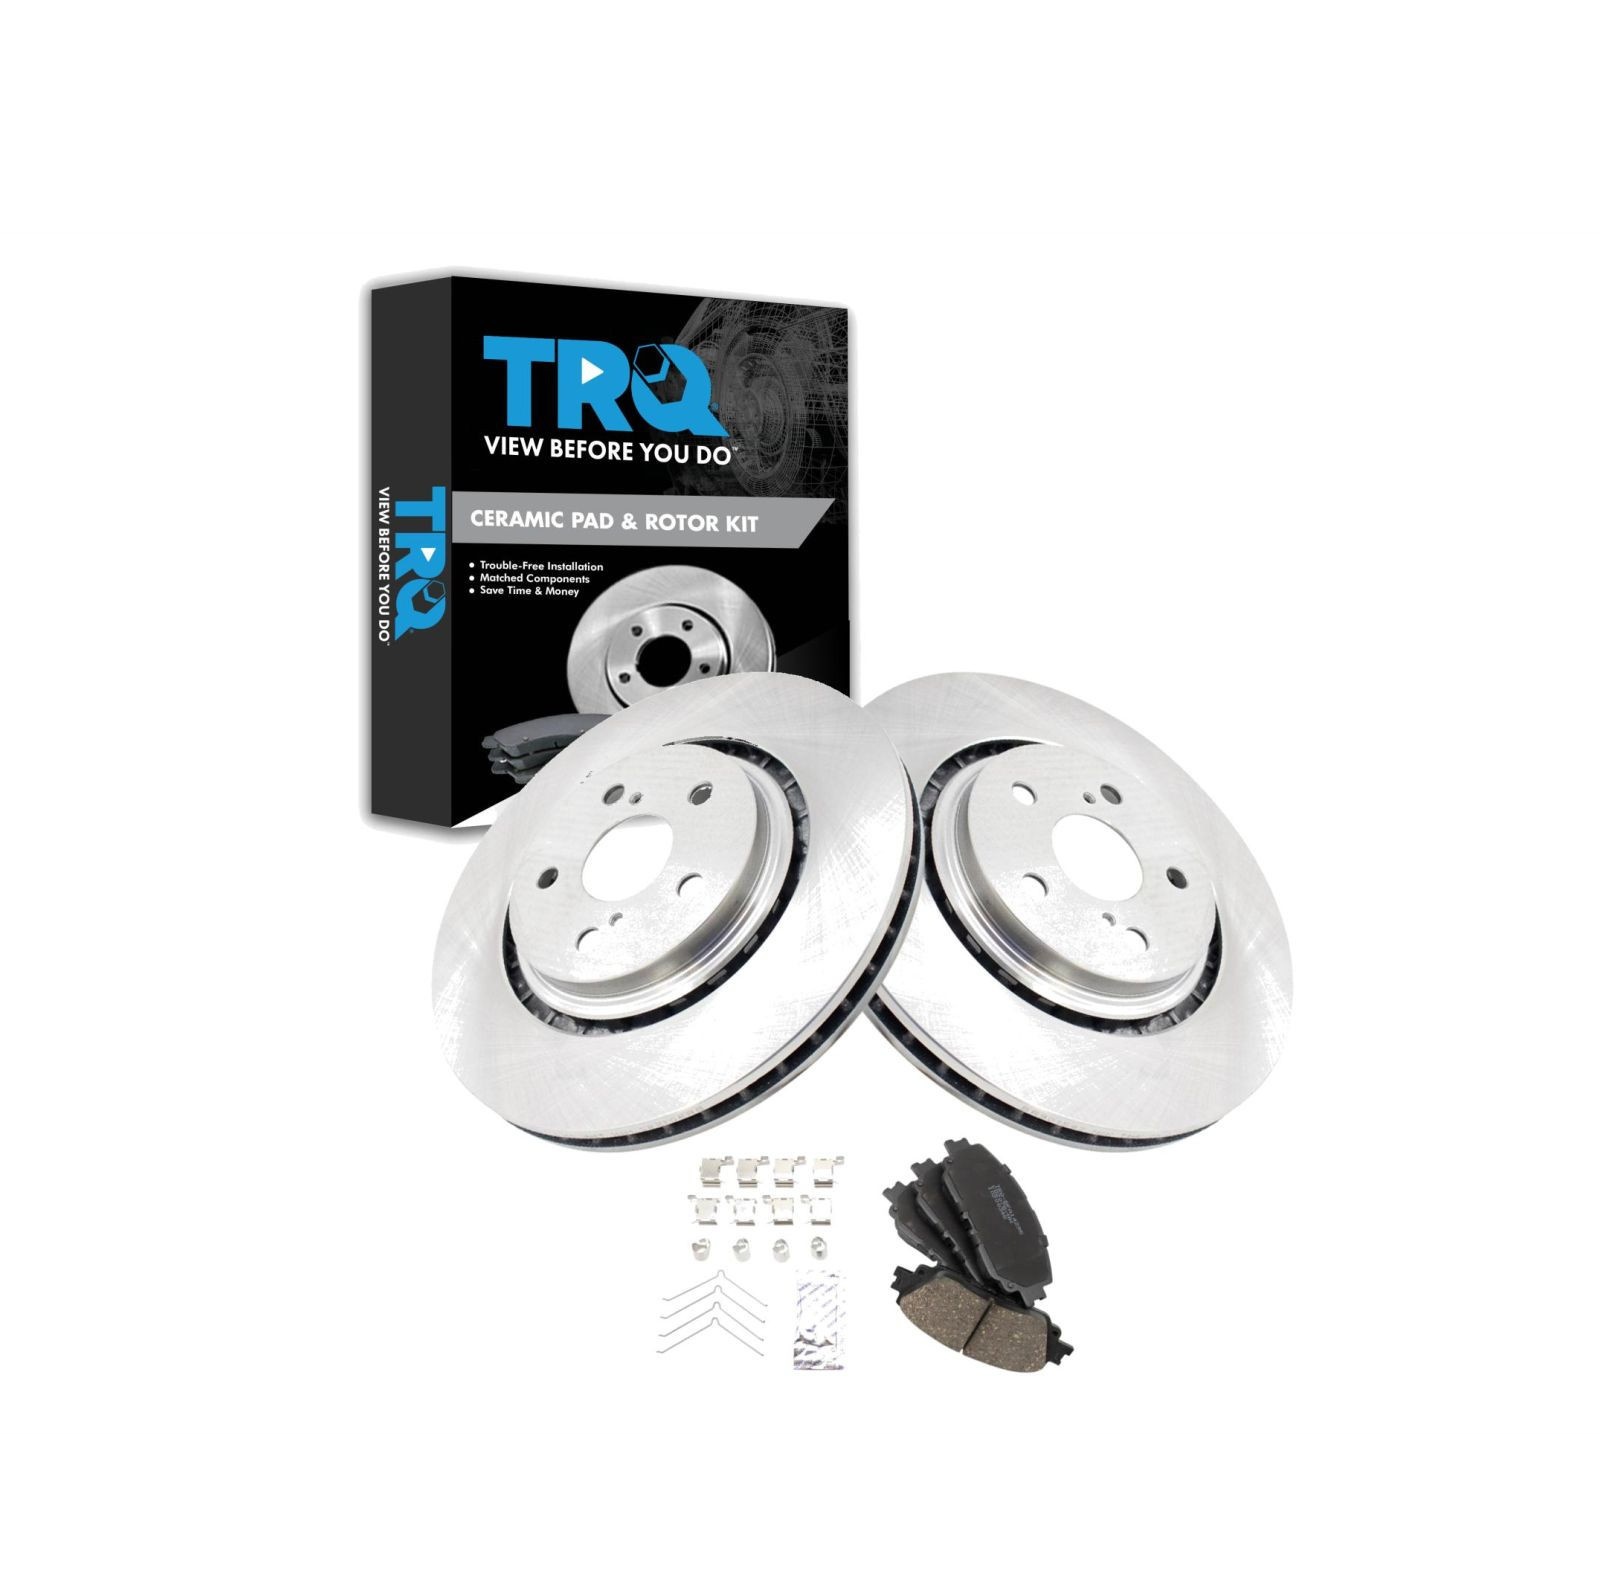 TRQ®
VIEW BEFORE YOU DO™
CERAMIC PAD & ROTOR KIT
• Trouble-Free Installation
• Matched Components
• Save Time & Money
TRQ®
VIEW BEFORE YOU DO™